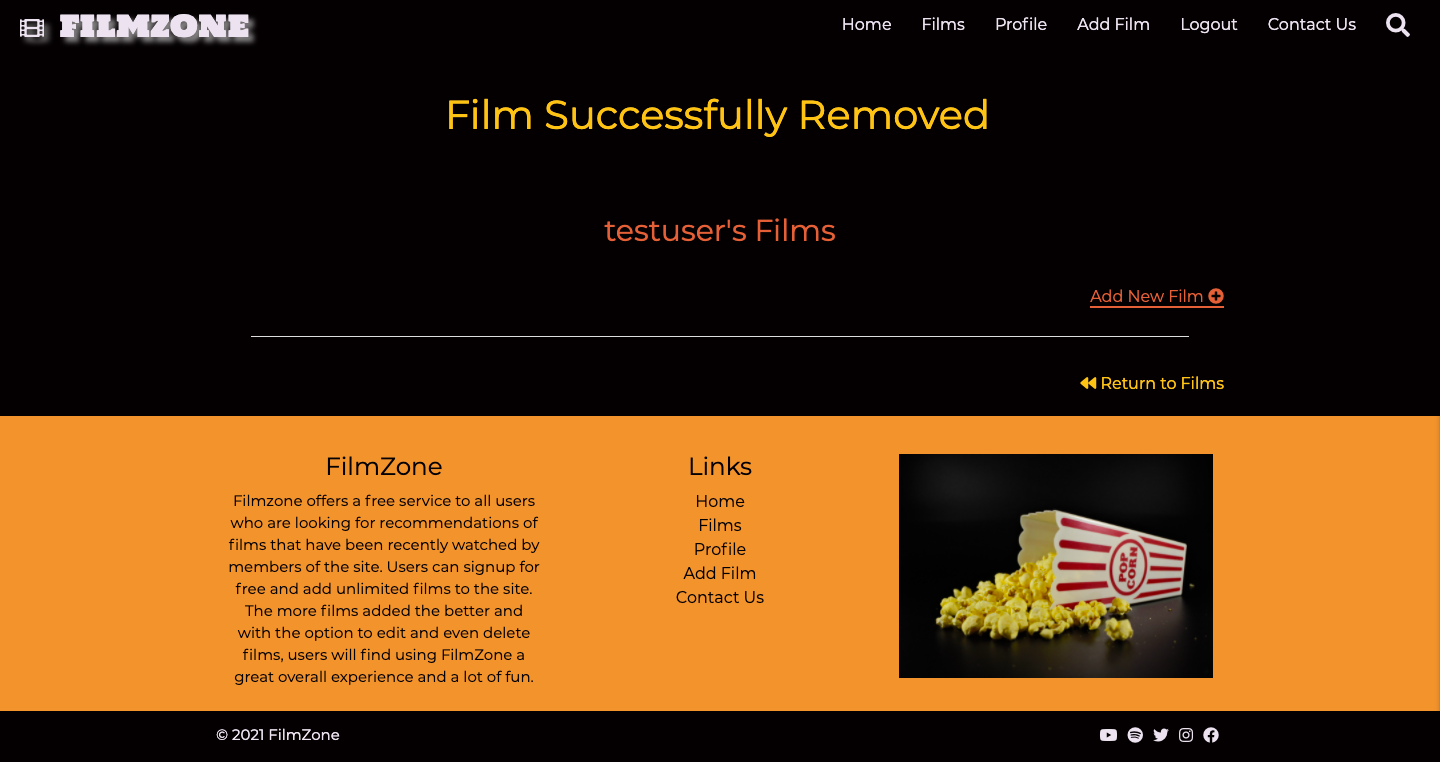 FILMZONE
Home Films Profile Add Film Logout Contact Us
Film Successfully Removed
testuser's Films
Add New Film
Return to Films
FilmZone
Filmzone offers a free service to all users
who are looking for recommendations of
films that have been recently watched by
members of the site. Users can signup for
free and add unlimited films to the site.
The more films added the better and
with the option to edit and even delete
films, users will find using FilmZone a
great overall experience and a lot of fun.
Links
Home
Films
Profile
Add Film
Contact Us
POP
CORN
© 2021 FilmZone